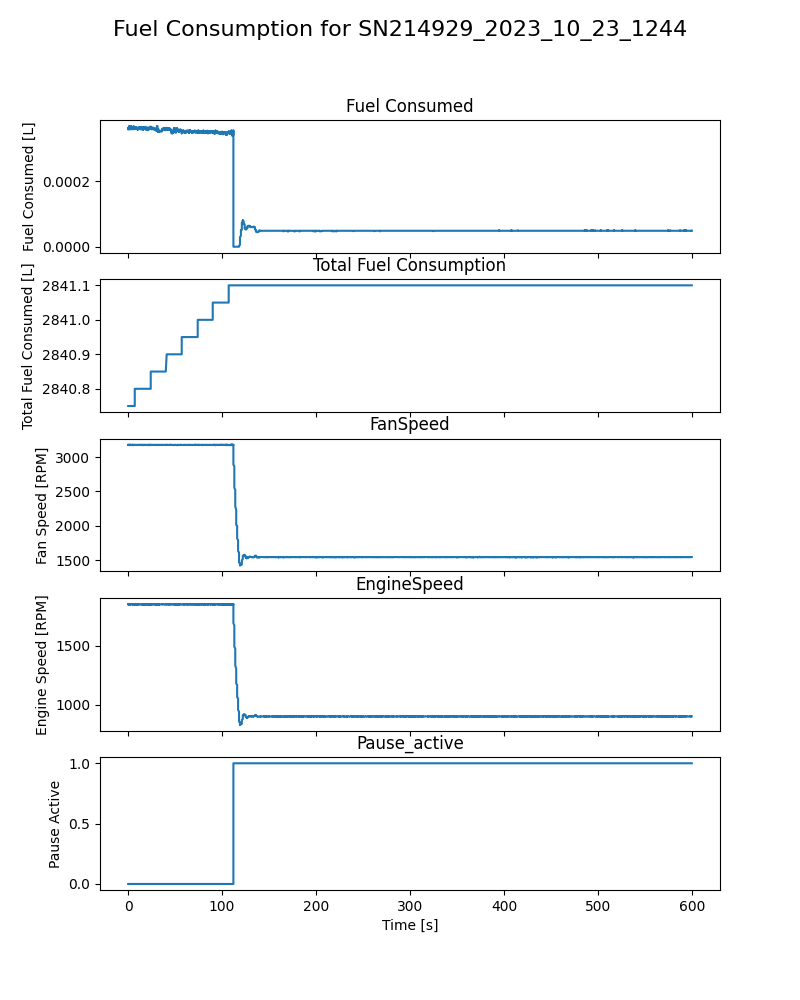 Fuel Consumption for SN214929_2023_10_23_1244
Fuel Consumed
Fuel Consumed [L]
0.0002
0.0000
Total Fuel Consumption
Total Fuel Consumed [L]
2841.1
2841.0
2840.9
2840.8
FanSpeed
Fan Speed [RPM]
3000
2500
2000
1500
EngineSpeed
Engine Speed [RPM]
1500
1000
Pause_active
Pause Active
1.0
0.5
0.0
0 100 200 300 400 500 600
Time [s]